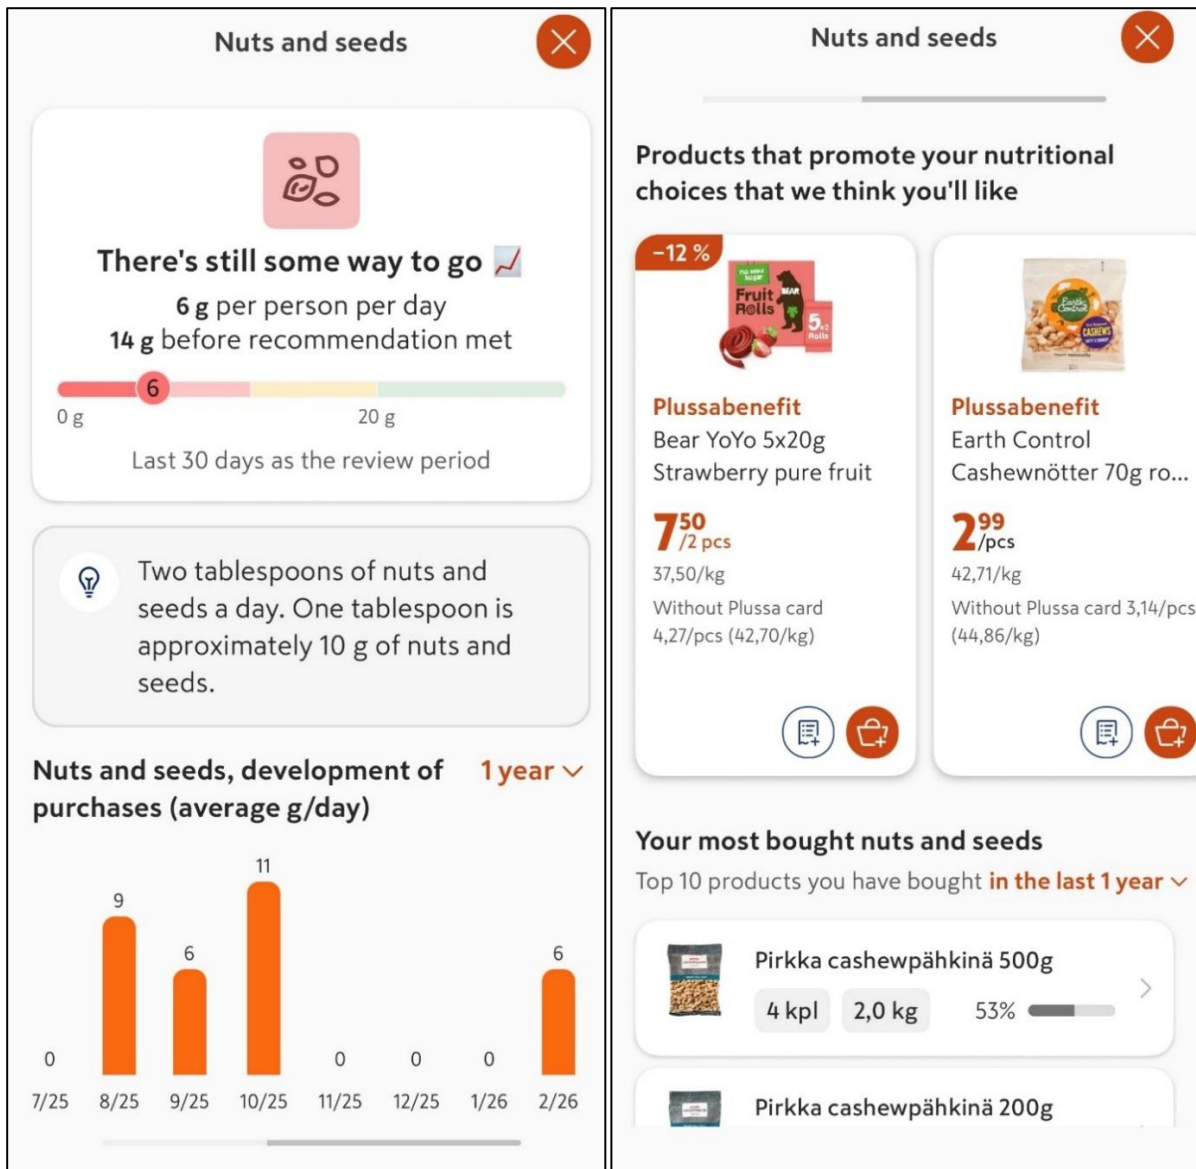 Nuts and seeds
There's still some way to go
6 g per person per day
14 g before recommendation met
6
0 g
20 g
Last 30 days as the review period
Two tablespoons of nuts and
seeds a day. One tablespoon is
approximately 10 g of nuts and
seeds.
Nuts and seeds, development of
purchases (average g/day)
1 year
0
9
6
11
0
0
0
6
7/25
8/25
9/25
10/25
11/25
12/25
1/26
2/26
Nuts and seeds
Products that promote your nutritional
choices that we think you'll like
–12 %
Fruit
Rolls
BEAR
5x2
Rolls
Plussabenefit
Bear YoYo 5x20g
Strawberry pure fruit
7 50
/2 pcs
37,50/kg
Without Plussa card
4,27/pcs (42,70/kg)
Earth
Control
CASHEWS
Plussabenefit
Earth Control
Cashewnötter 70g ro...
2 99
/pcs
42,71/kg
Without Plussa card 3,14/pcs
(44,86/kg)
Your most bought nuts and seeds
Top 10 products you have bought in the last 1 year
Pirkka cashewpähkinä 500g
4 kpl
2,0 kg
53%
Pirkka cashewpähkinä 200g